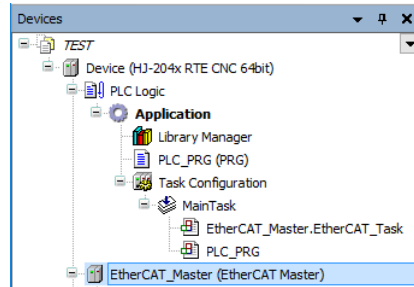 Devices
TEST
Device (HJ-204x RTE CNC 64bit)
PLC Logic
Application
Library Manager
PLC_PRG (PRG)
Task Configuration
MainTask
EtherCAT_Master.EtherCAT_Task
PLC_PRG
EtherCAT_Master (EtherCAT Master)